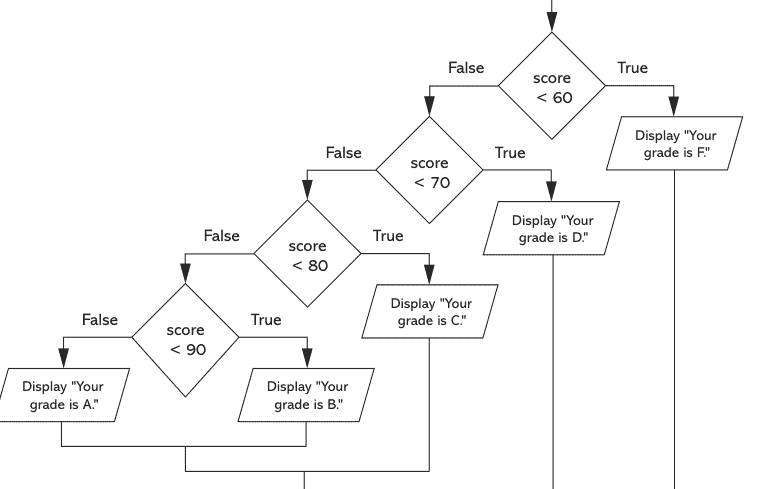 False
True
score
< 60
Display "Your
grade is F."
False
True
score
< 70
Display "Your
grade is D."
False
True
score
< 80
Display "Your
grade is C."
False
True
score
< 90
Display "Your
grade is A."
Display "Your
grade is B."